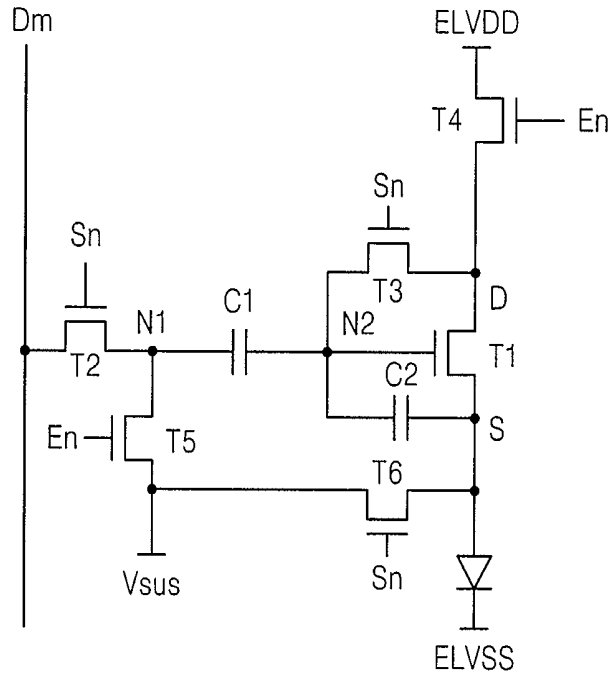 Dm
ELVDD
T4
En
Sn
Sn
T3
D
N1
C1
N2
T2
T1
C2
S
En
T5
T6
Vsus
Sn
ELVSS